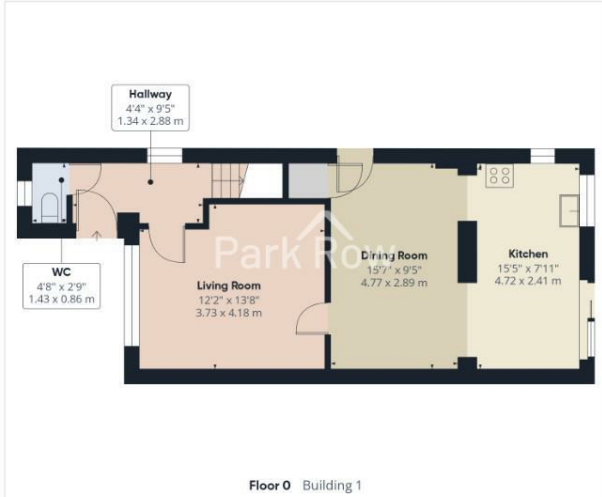 Hallway
4'4" x 9'5"
1.34 x 2.88 m
Park Row
WC
4'8" x 2'9"
1.43 x 0.86 m
Living Room
12'2" x 13'8"
3.73 x 4.18 m
Dining Room
15'7" x 9'5"
4.77 x 2.89 m
Kitchen
15'5" x 7'11"
4.72 x 2.41 m
Floor 0 Building 1